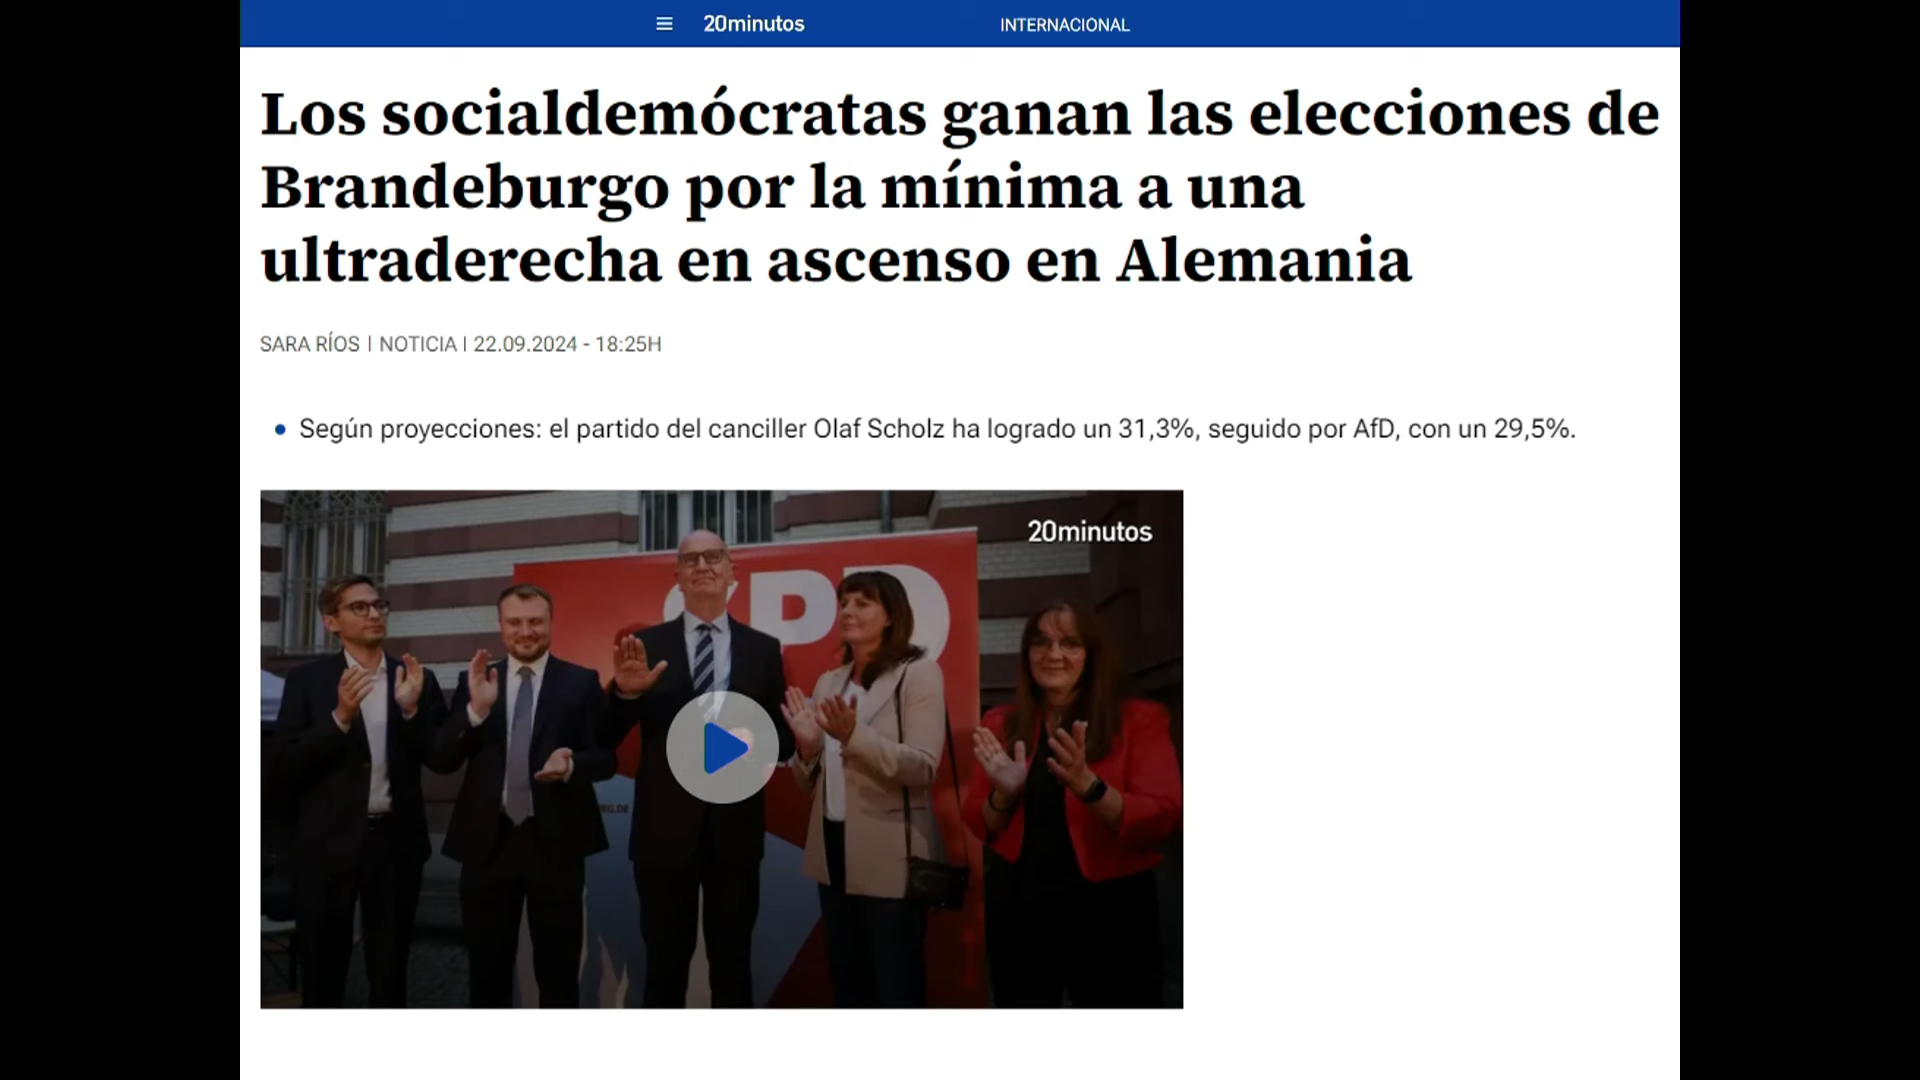 20minutos
INTERNACIONAL
Los socialdemócratas ganan las elecciones de
Brandeburgo por la mínima a una
ultraderecha en ascenso en Alemania
SARA RÍOS | NOTICIA | 22.09.2024 - 18:25H
Según proyecciones: el partido del canciller Olaf Scholz ha logrado un 31,3%, seguido por AfD, con un 29,5%.
20minutos
SPD